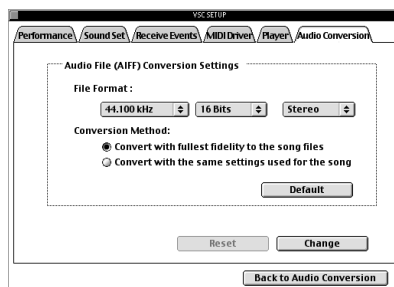 VSC SETUP
Performance Sound Set Receive Events MIDI Driver Player Audio Conversion
Audio File (AIFF) Conversion Settings
File Format :
44.100 kHz 16 Bits Stereo
Conversion Method:
Convert with fullest fidelity to the song files
Convert with the same settings used for the song
Default
Reset Change
Back to Audio Conversion